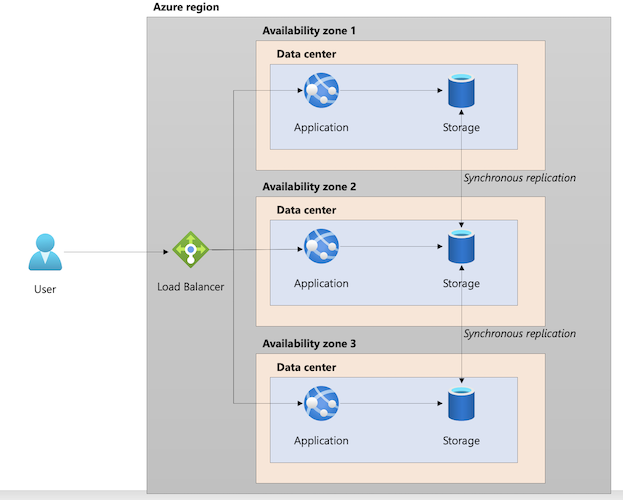 Azure region
Availability zone 1
Data center
Application
Storage
Synchronous replication
Availability zone 2
Data center
User
Load Balancer
Application
Storage
Synchronous replication
Availability zone 3
Data center
Application
Storage